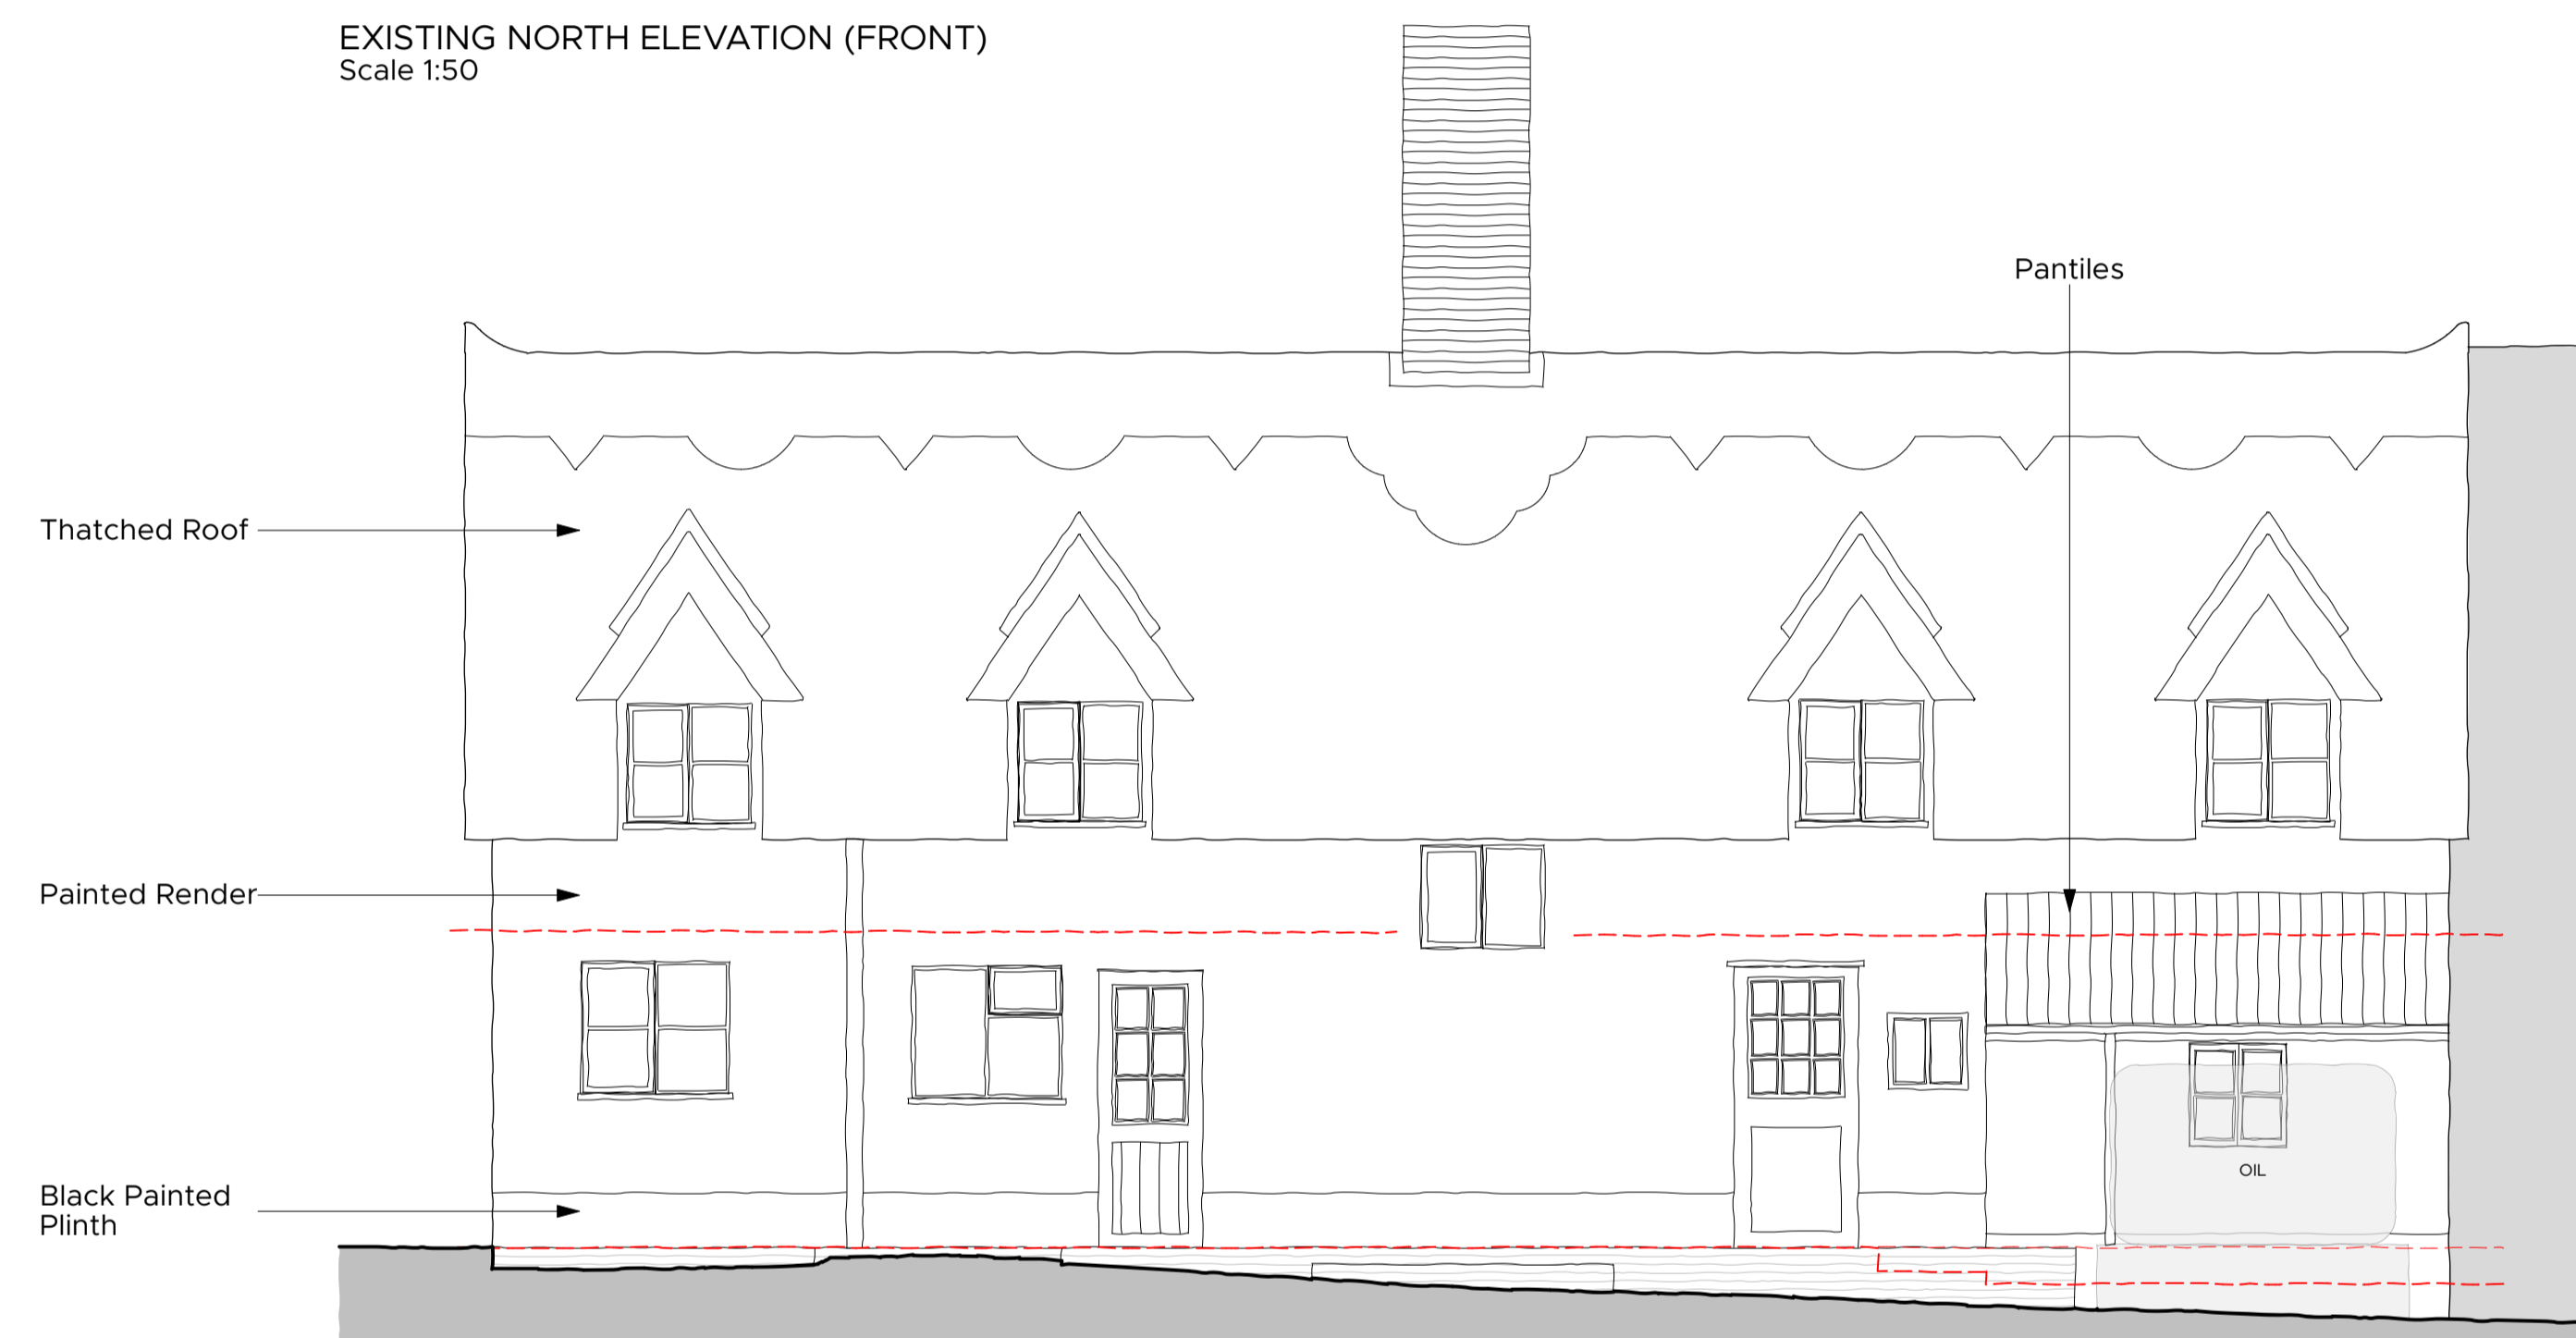 EXISTING NORTH ELEVATION (FRONT)
Scale 1:50
Pantiles
Thatched Roof
Painted Render
Black Painted
Plinth
OIL